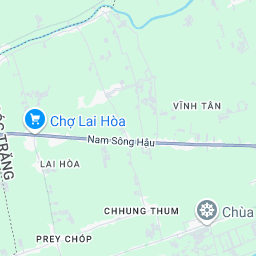 VĨNH TÂN
Chợ Lai Hòa
Nam Sông Hậu
LAI HÒA
CHHUNG THUM
Chùa
PREY CHÓP